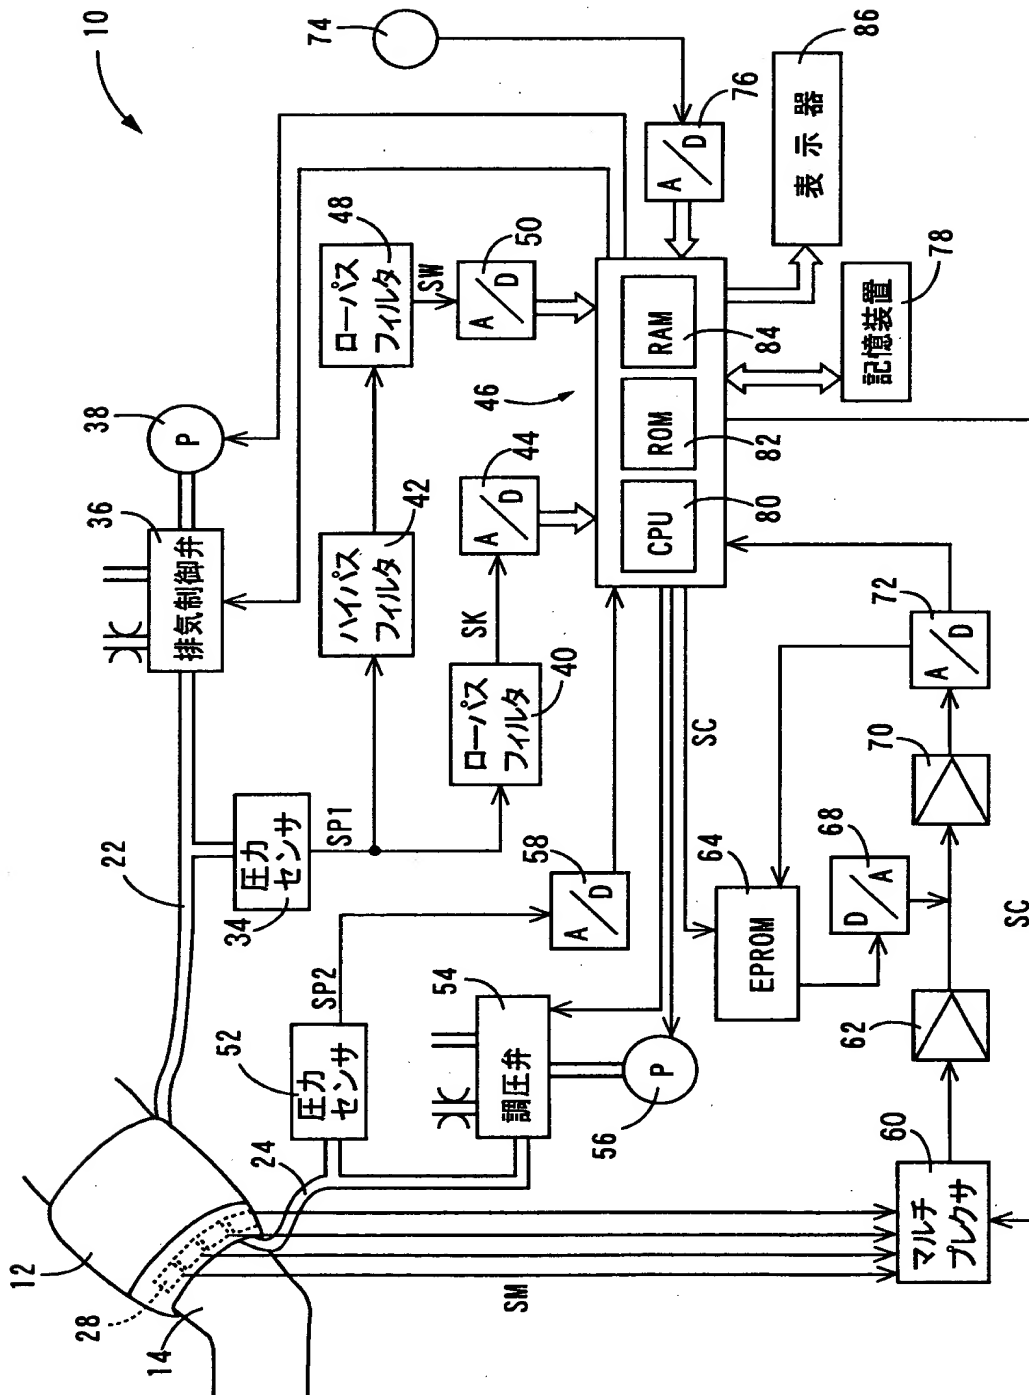 10
12
14
28
22
24
36
排気制御弁
38
P
34
圧力
センサ
SP1
42
ハイパス
フィルタ
48
ローパス
フィルタ
SW
50
A/D
40
ローパス
フィルタ
SK
44
A/D
46
74
76
A/D
52
圧力
センサ
SP2
58
A/D
54
調圧弁
56
P
CPU
80
ROM
82
RAM
84
86
表示器
78
記憶装置
SC
64
EPROM
68
D/A
60
マルチ
プレクサ
SM
62
70
72
A/D
SC